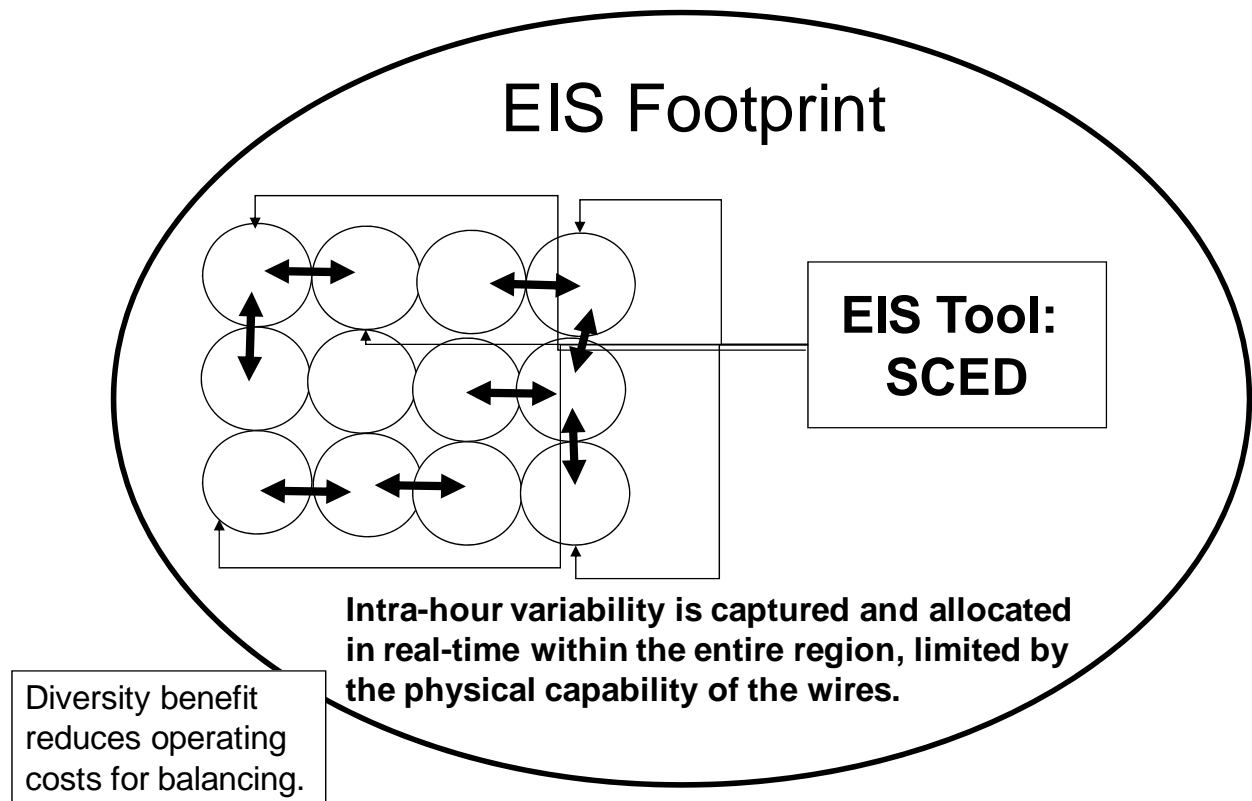 EIS Footprint
EIS Tool:
SCED
Intra-hour variability is captured and allocated
in real-time within the entire region, limited by
the physical capability of the wires.
Diversity benefit
reduces operating
costs for balancing.